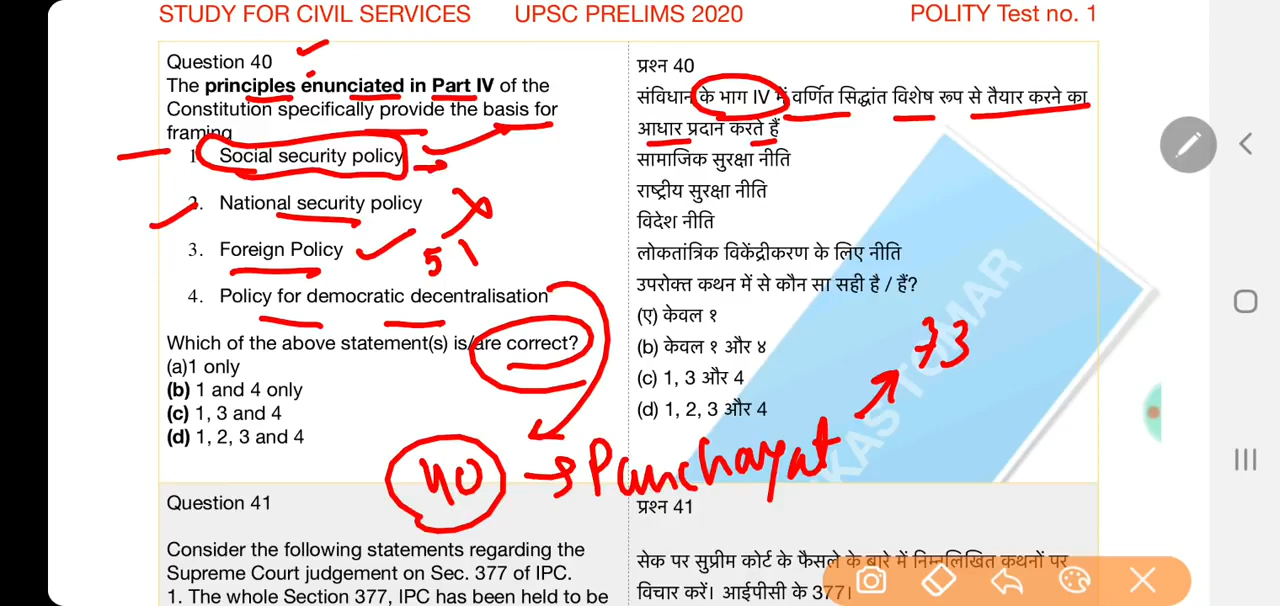 STUDY FOR CIVIL SERVICES UPSC PRELIMS 2020 POLITY Test no. 1
Question 40
The principles enunciated in Part IV of the
Constitution specifically provide the basis for
framing
1. Social security policy
2. National security policy
3. Foreign Policy
51
4. Policy for democratic decentralisation
Which of the above statement(s) is/are correct?
(a)1 only
(b) 1 and 4 only
(c) 1, 3 and 4
(d) 1, 2, 3 and 4
40 → Panchayat
73
प्रश्न 40
संविधान के भाग IV में वर्णित सिद्धांत विशेष रूप से तैयार करने का
आधार प्रदान करते हैं
सामाजिक सुरक्षा नीति
राष्ट्रीय सुरक्षा नीति
विदेश नीति
लोकतांत्रिक विकेंद्रीकरण के लिए नीति
उपरोक्त कथन में से कौन सा सही है / हैं?
(ए) केवल १
(b) केवल १ और ४
(c) 1, 3 और 4
(d) 1, 2, 3 और 4
KAS TOMAR
Question 41
Consider the following statements regarding the
Supreme Court judgement on Sec. 377 of IPC.
1. The whole Section 377, IPC has been held to be
प्रश्न 41
सेक पर सुप्रीम कोर्ट के फैसले के बारे में निम्नलिखित कथनों पर
विचार करें। आईपीसी के 377।